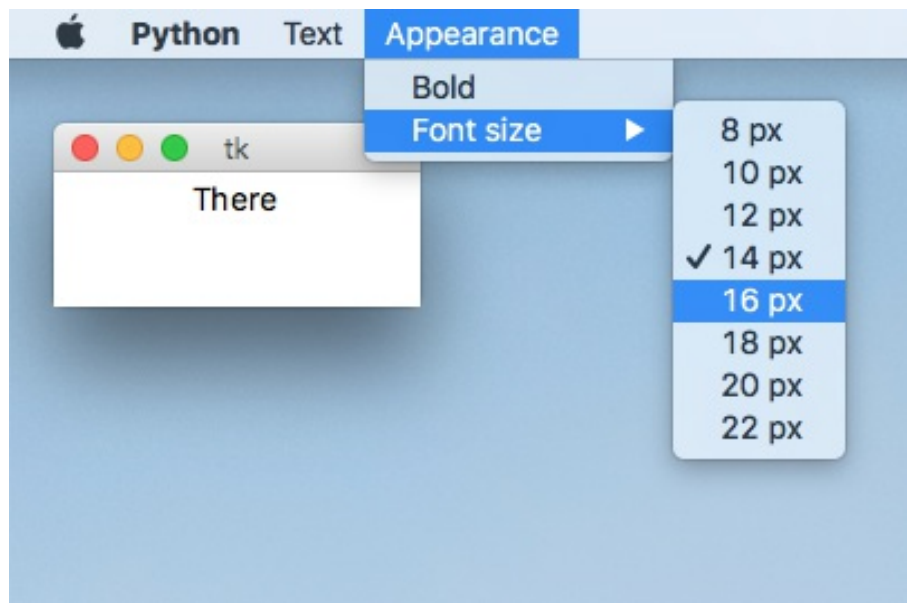 Python Text Appearance
Bold
Font size
tk
There
8 px
10 px
12 px
14 px
16 px
18 px
20 px
22 px